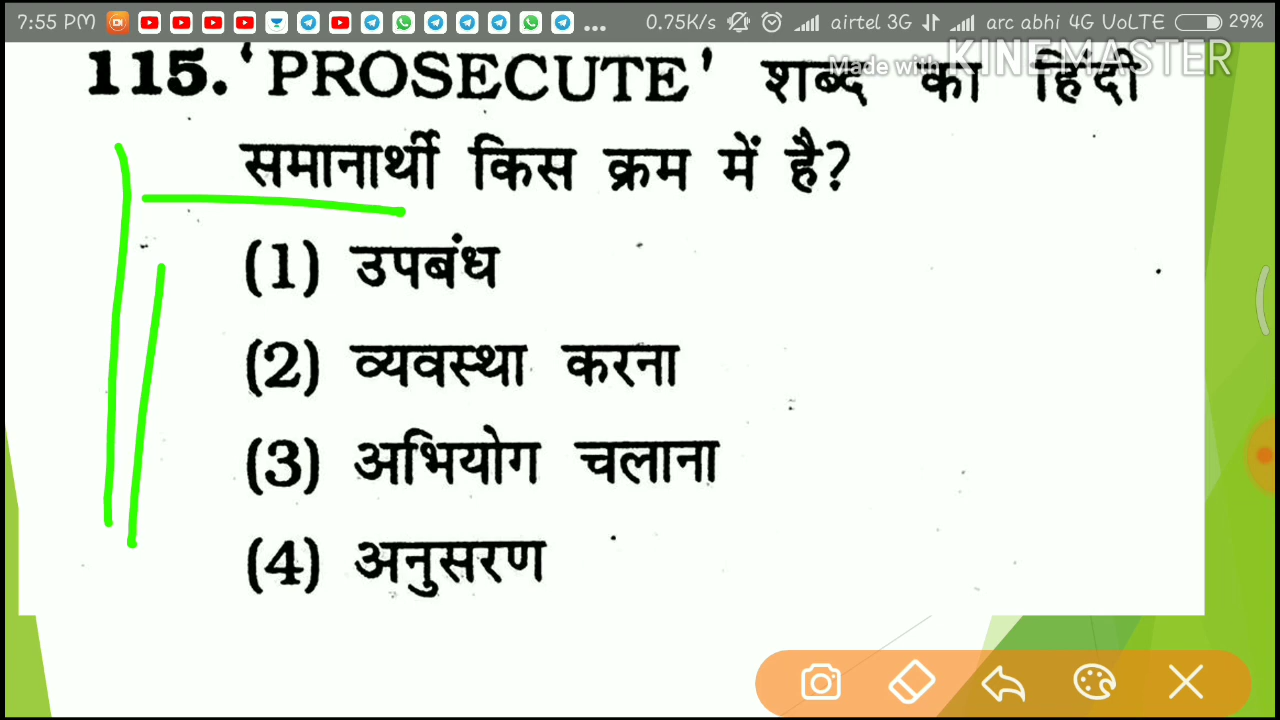 7:55 PM ... 0.75K/s airtel 3G arc abhi 4G VoLTE 29%
Made with KINEMASTER
115. 'PROSECUTE' शब्द का हिंदी
समानार्थी किस क्रम में है?
(1) उपबंध
(2) व्यवस्था करना
(3) अभियोग चलाना
(4) अनुसरण